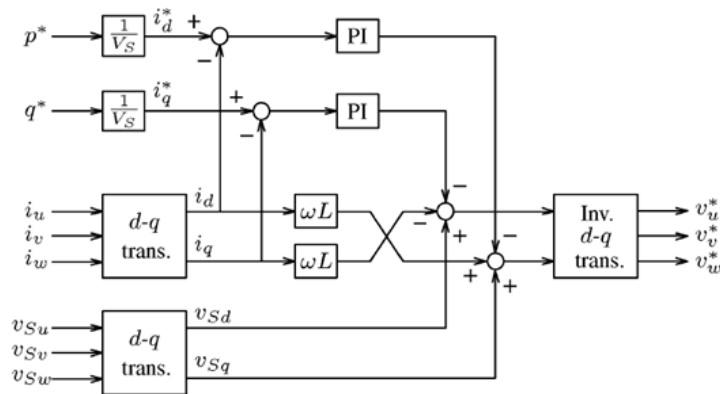 p* 1/V_S i_d* + − PI
q* 1/V_S i_q* + − PI
− − + − + +
i_u i_v i_w
d-q trans.
i_d ωL
i_q ωL
Inv. d-q trans.
v_u* v_v* v_w*
v_Su v_Sv v_Sw
d-q trans.
v_Sd
v_Sq